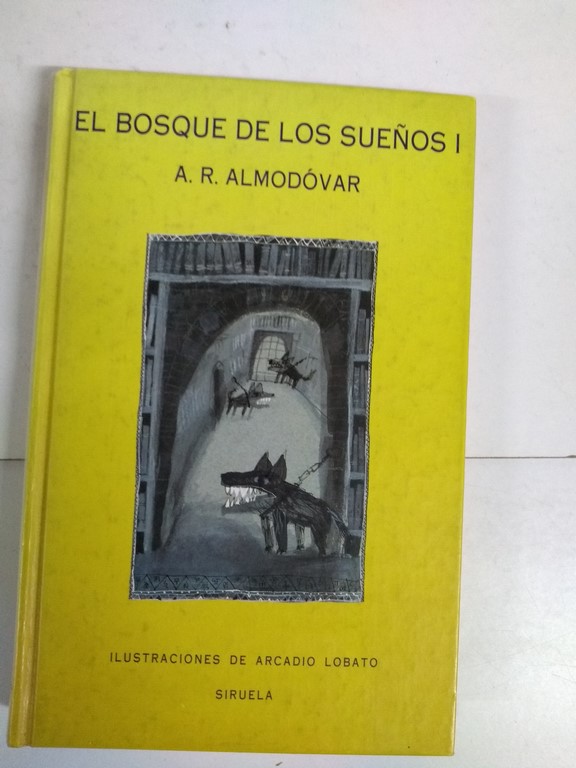 EL BOSQUE DE LOS SUEÑOS I
A. R. ALMODÓVAR
ILUSTRACIONES DE ARCADIO LOBATO
SIRUELA